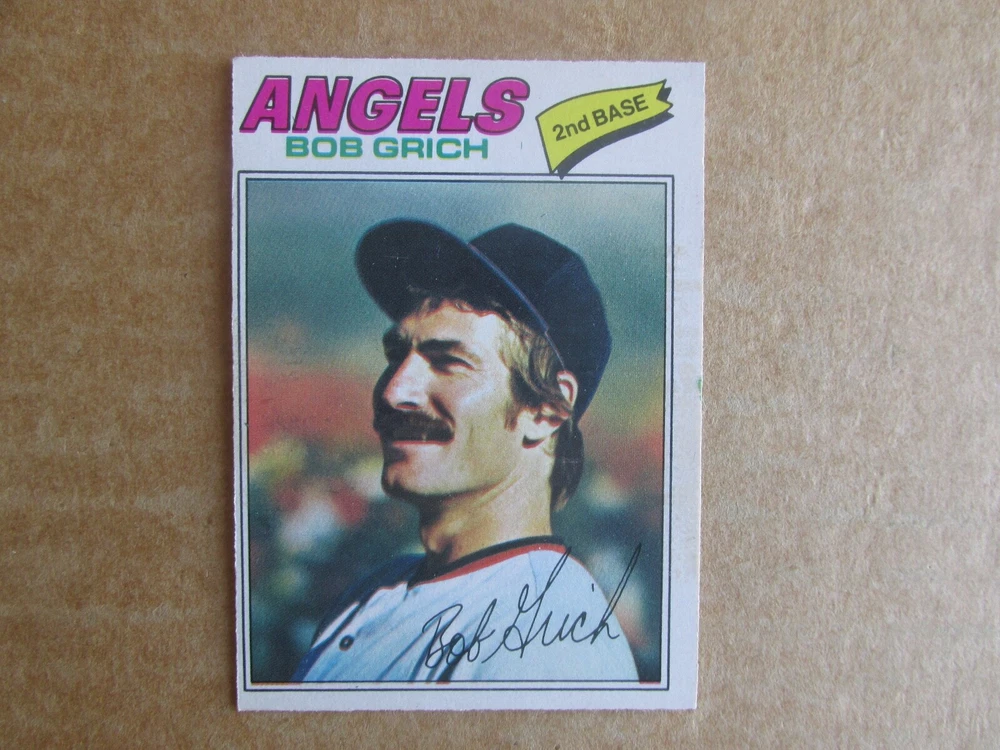 ANGELS
BOB GRICH
2nd BASE
Bob Grich